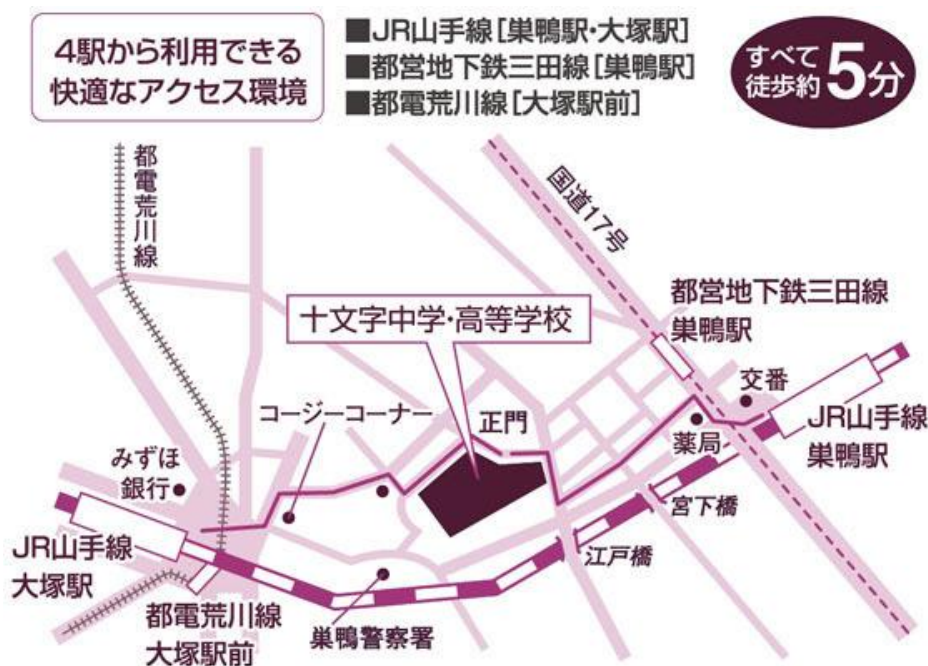 4駅から利用できる
快適なアクセス環境
■JR山手線[巣鴨駅・大塚駅]
■都営地下鉄三田線[巣鴨駅]
■都電荒川線[大塚駅前]
すべて
徒歩約5分
都電荒川線
国道17号
都営地下鉄三田線
巣鴨駅
十文字中学・高等学校
交番
コージーコーナー
正門
薬局
JR山手線
巣鴨駅
みずほ
銀行
宮下橋
江戸橋
JR山手線
大塚駅
都電荒川線
大塚駅前
巣鴨警察署